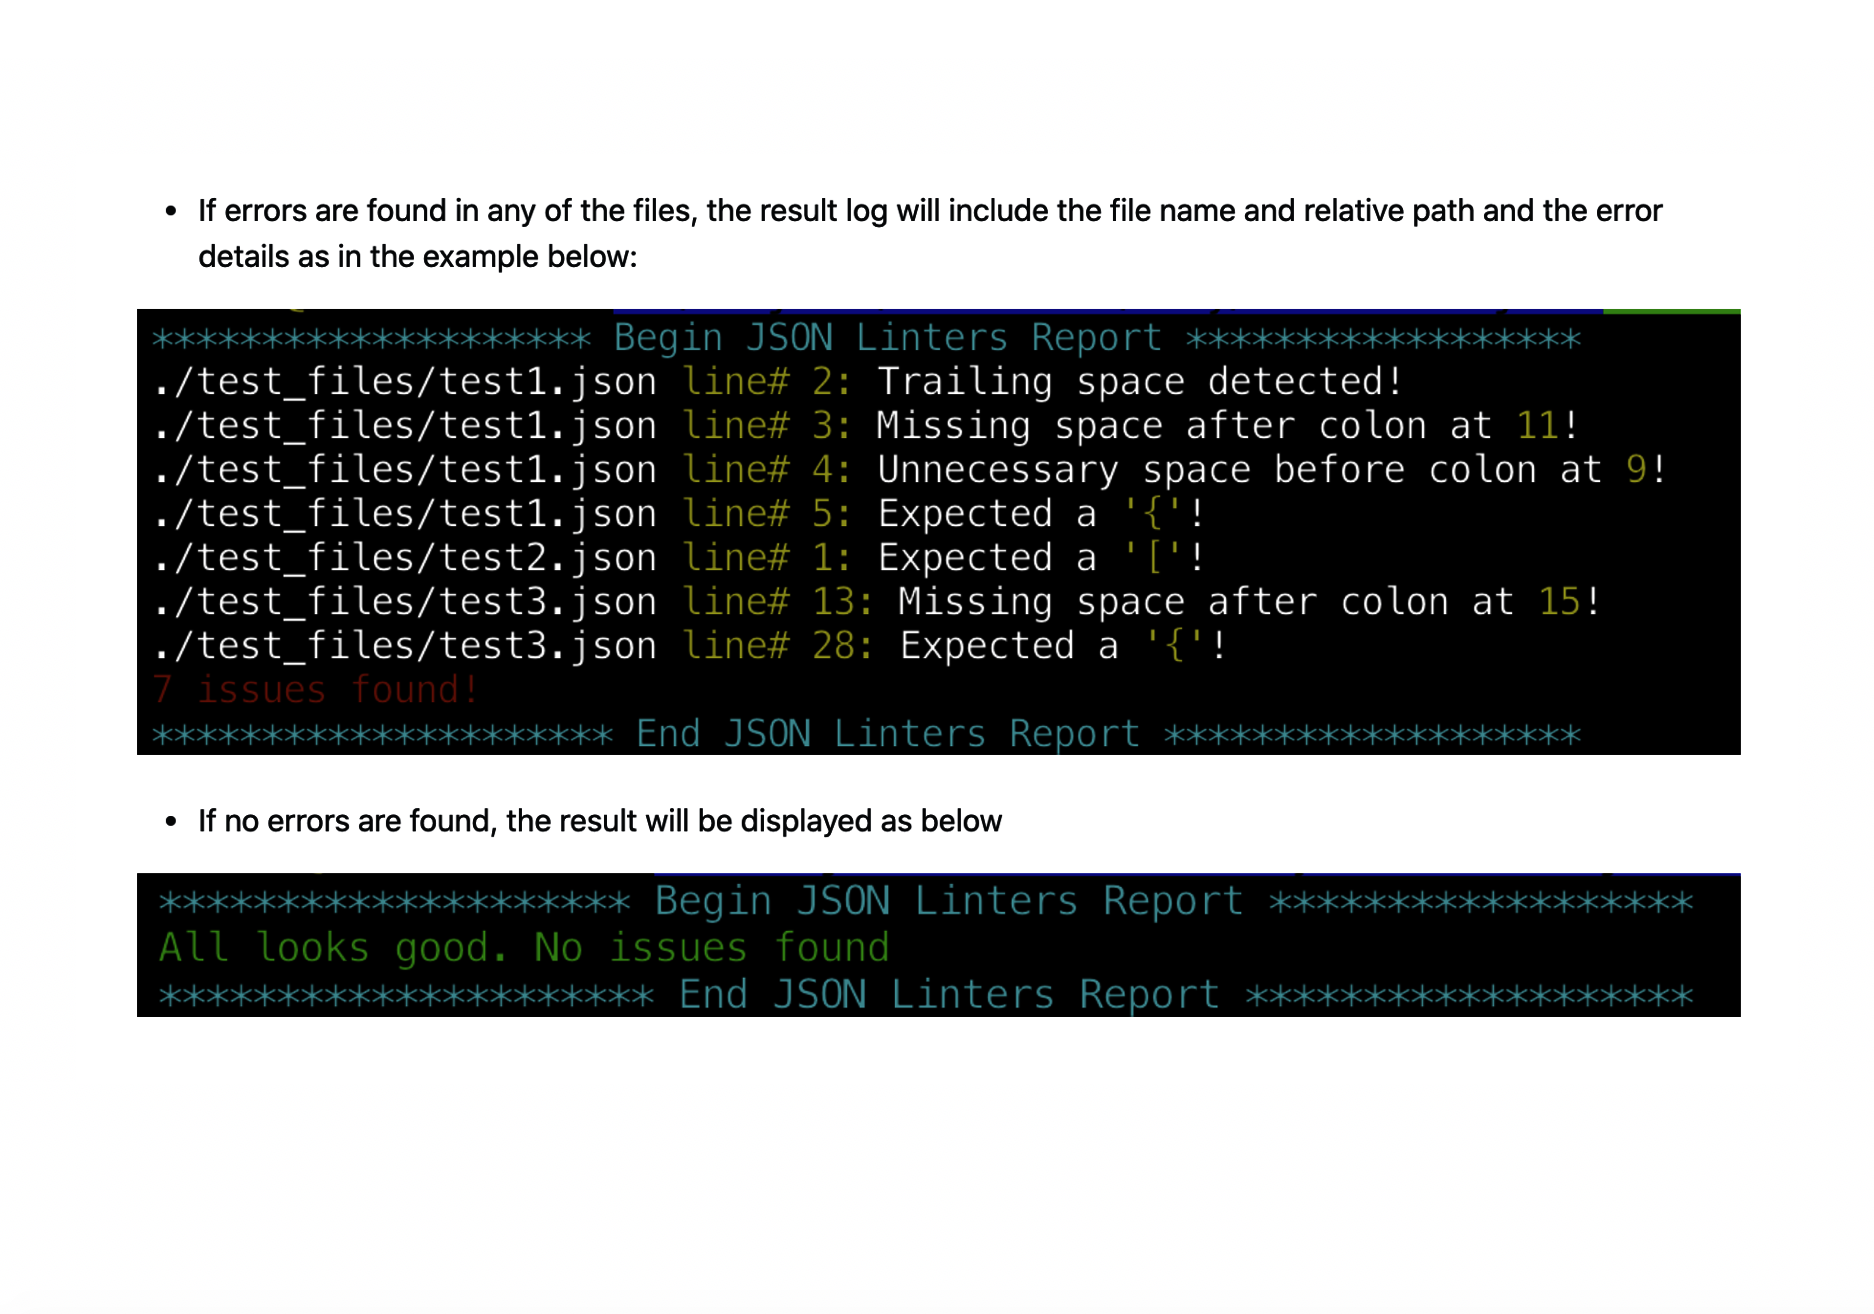 • If errors are found in any of the files, the result log will include the file name and relative path and the error
details as in the example below:
******************** Begin JSON Linters Report ******************
./test_files/test1.json line# 2: Trailing space detected!
./test_files/test1.json line# 3: Missing space after colon at 11!
./test_files/test1.json line# 4: Unnecessary space before colon at 9!
./test_files/test1.json line# 5: Expected a '{'!
./test_files/test2.json line# 1: Expected a '['!
./test_files/test3.json line# 13: Missing space after colon at 15!
./test_files/test3.json line# 28: Expected a '{'!
7 issues found!
********************* End JSON Linters Report *******************
• If no errors are found, the result will be displayed as below
******************** Begin JSON Linters Report ******************
All looks good. No issues found
********************* End JSON Linters Report *******************